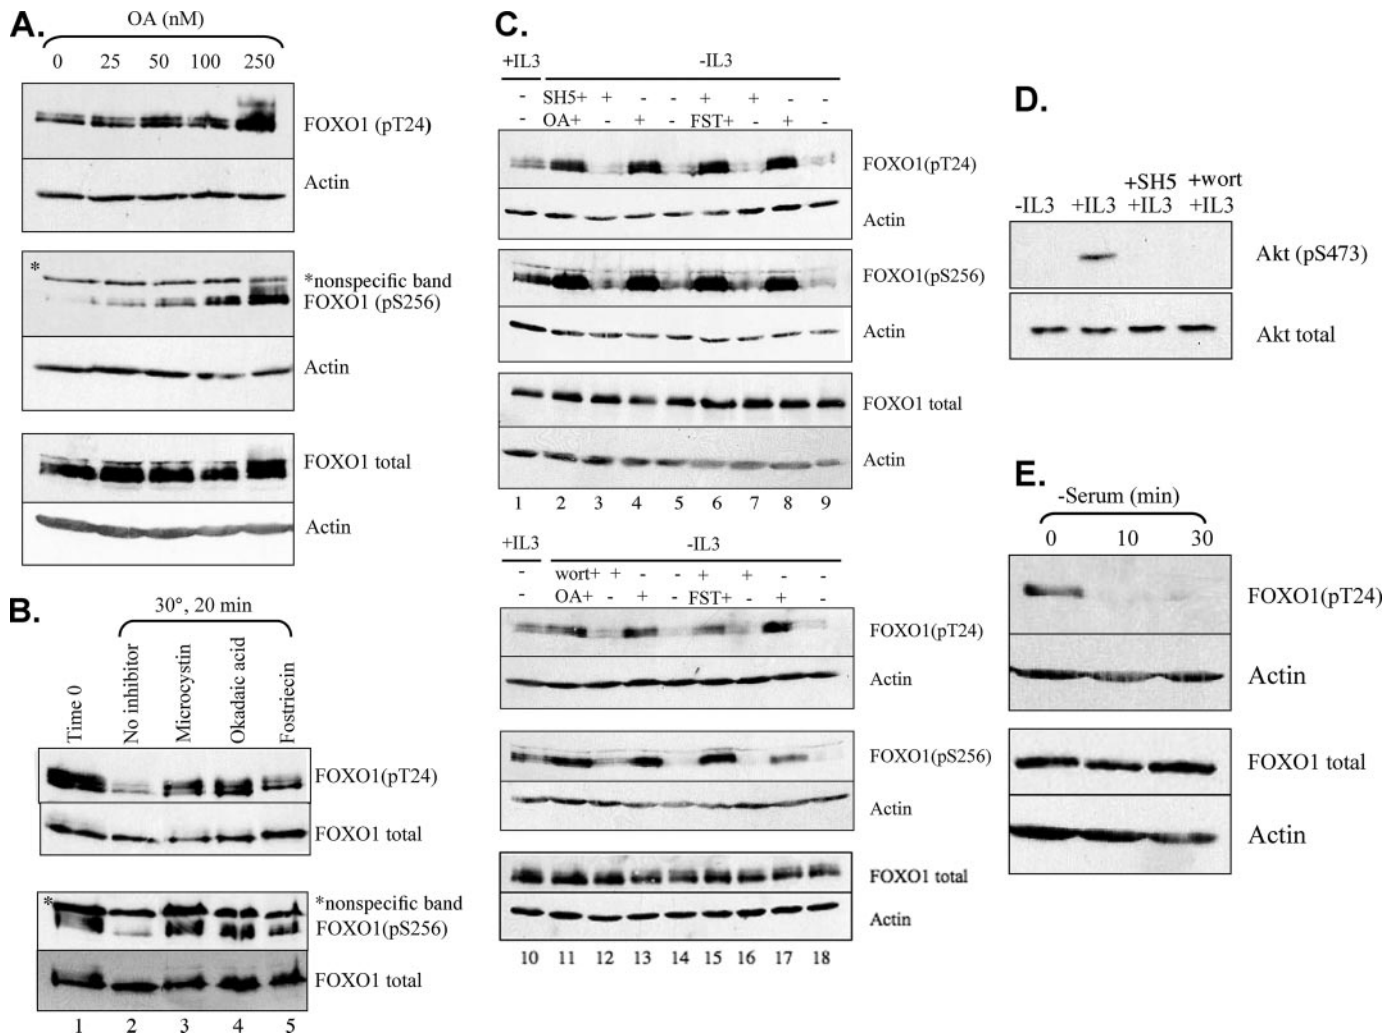 A.
OA (nM)
0 25 50 100 250
FOXO1 (pT24)
Actin
*
*nonspecific band
FOXO1 (pS256)
Actin
FOXO1 total
Actin
B.
30°, 20 min
Time 0
No inhibitor
Microcystin
Okadaic acid
Fostriecin
FOXO1(pT24)
FOXO1 total
*
*nonspecific band
FOXO1(pS256)
FOXO1 total
1 2 3 4 5
C.
+IL3 -IL3
- SH5+ + - - + + - -
- OA+ - + - FST+ - + -
FOXO1(pT24)
Actin
FOXO1(pS256)
Actin
FOXO1 total
Actin
1 2 3 4 5 6 7 8 9
+IL3 -IL3
- wort+ + - - + + - -
- OA+ - + - FST+ - + -
FOXO1(pT24)
Actin
FOXO1(pS256)
Actin
FOXO1 total
Actin
10 11 12 13 14 15 16 17 18
D.
+SH5 +wort
-IL3 +IL3 +IL3 +IL3
Akt (pS473)
Akt total
E.
-Serum (min)
0 10 30
FOXO1(pT24)
Actin
FOXO1 total
Actin